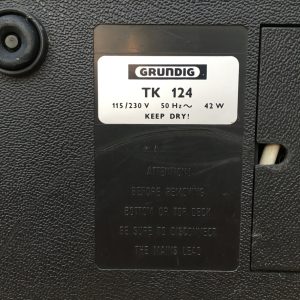 GRUNDIG
TK 124
115/230 V 50 Hz~ 42 W
KEEP DRY!
ATTENTION!
BEFORE REMOVING
BOTTOM OR TOP DECK
BE SURE TO DISCONNECT
THE MAINS LEAD